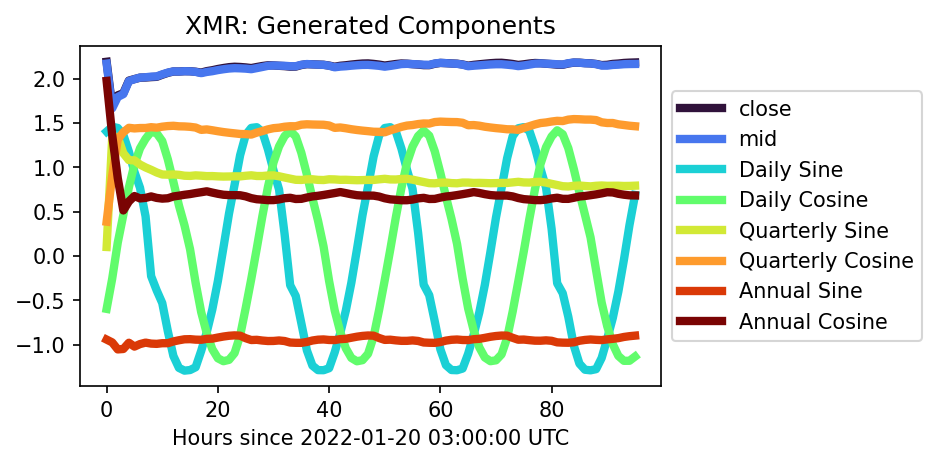 XMR: Generated Components
2.0
1.5
1.0
0.5
0.0
−0.5
−1.0
0 20 40 60 80
Hours since 2022-01-20 03:00:00 UTC
close
mid
Daily Sine
Daily Cosine
Quarterly Sine
Quarterly Cosine
Annual Sine
Annual Cosine